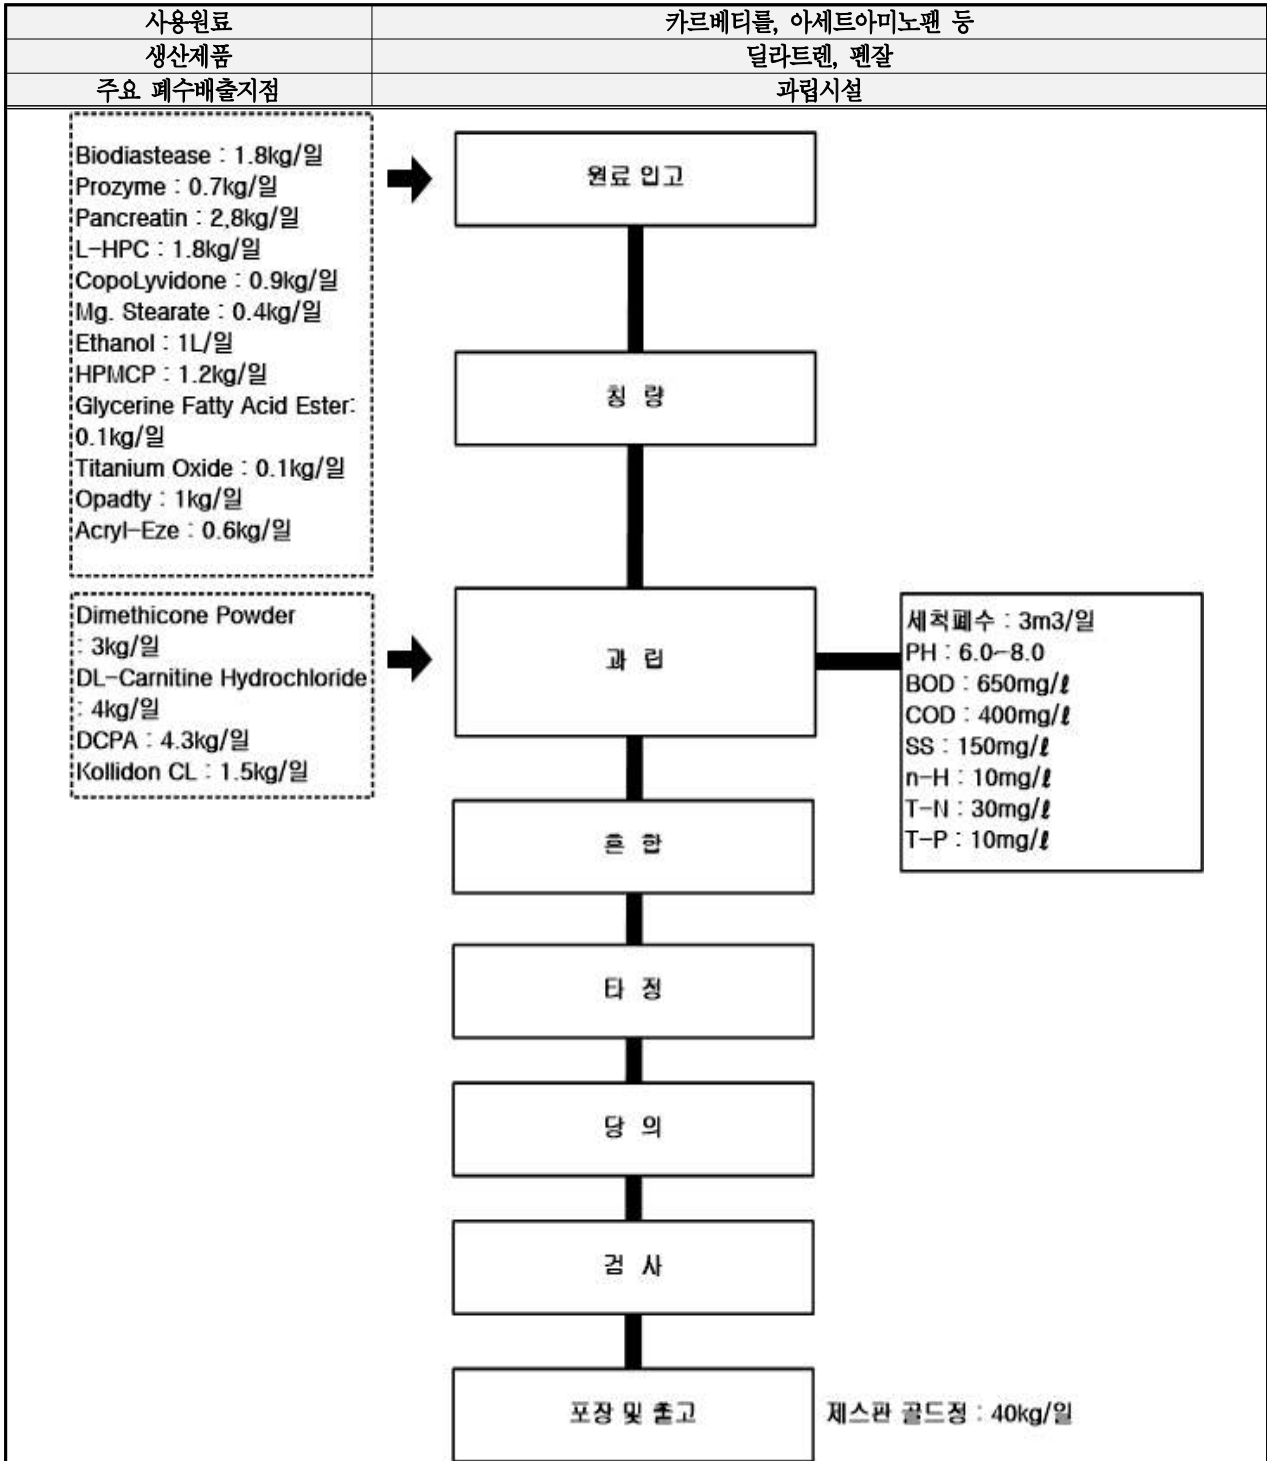 사용원료 카르베티롤, 아세트아미노팬 등
생산제품 딜라트렌, 펜잘
주요 폐수배출지점 과립시설
Biodiastease : 1.8kg/일
Prozyme : 0.7kg/일
Pancreatin : 2,8kg/일
L-HPC : 1.8kg/일
CopoLyvidone : 0.9kg/일
Mg. Stearate : 0.4kg/일
Ethanol : 1L/일
HPMCP : 1.2kg/일
Glycerine Fatty Acid Ester:
0.1kg/일
Titanium Oxide : 0.1kg/일
Opadty : 1kg/일
Acryl-Eze : 0.6kg/일
원료 입고
칭 량
Dimethicone Powder
: 3kg/일
DL-Carnitine Hydrochloride
: 4kg/일
DCPA : 4.3kg/일
Kollidon CL : 1.5kg/일
과 립
세척폐수 : 3m3/일
PH : 6.0~8.0
BOD : 650mg/ℓ
COD : 400mg/ℓ
SS : 150mg/ℓ
n-H : 10mg/ℓ
T-N : 30mg/ℓ
T-P : 10mg/ℓ
혼 합
타 정
당 의
검 사
포장 및 출고
제스판 골드정 : 40kg/일